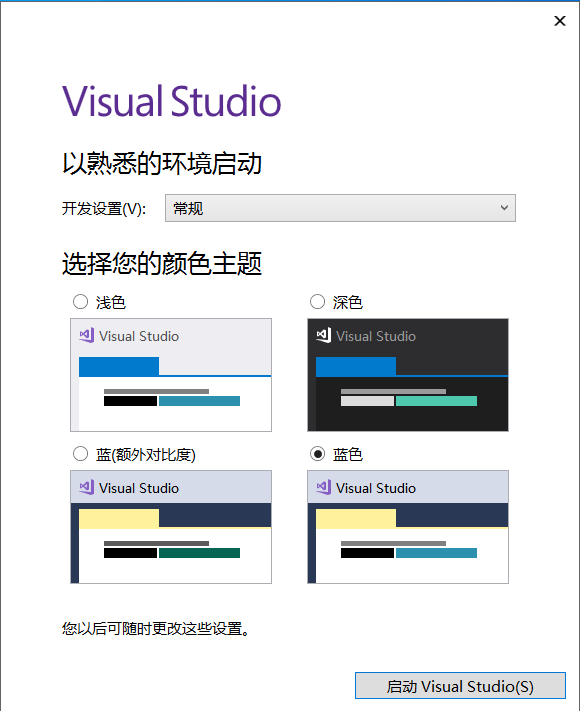 Visual Studio
以熟悉的环境启动
开发设置(V): 常规
选择您的颜色主题
浅色
深色
Visual Studio
Visual Studio
蓝(额外对比度)
蓝色
Visual Studio
Visual Studio
您以后可随时更改这些设置。
启动 Visual Studio(S)